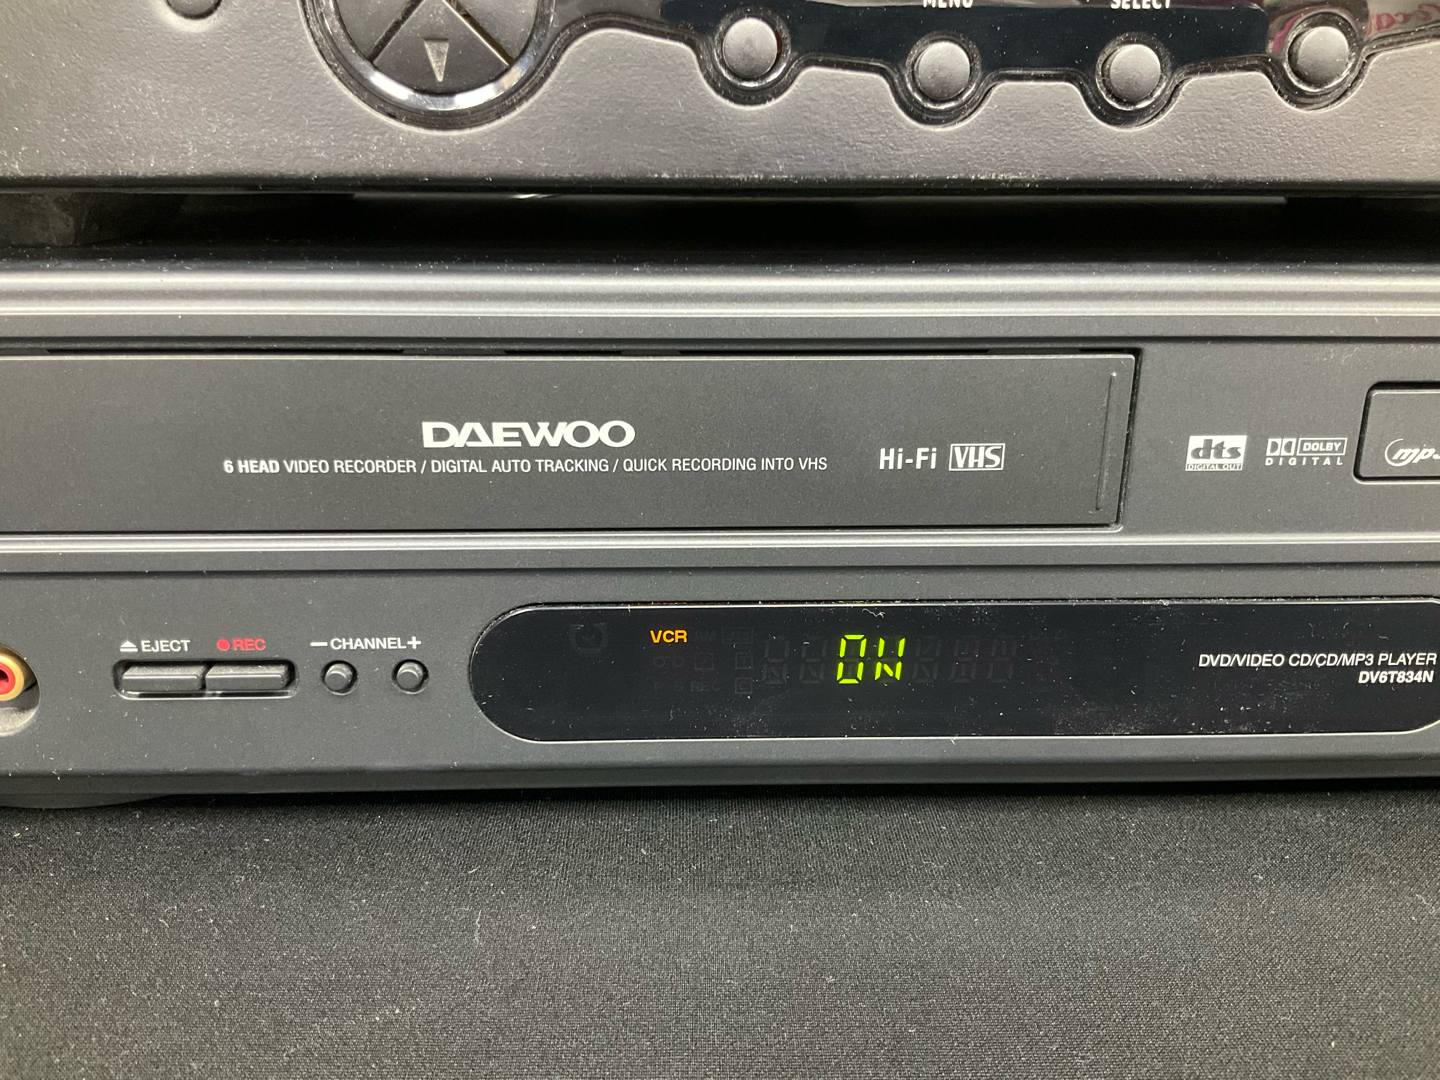 MENU
SELECT
DAEWOO
6 HEAD VIDEO RECORDER / DIGITAL AUTO TRACKING / QUICK RECORDING INTO VHS
Hi-Fi VHS
dts
DIGITAL OUT
DOLBY
DIGITAL
mp3
EJECT
REC
− CHANNEL +
VCR
ON
DVD/VIDEO CD/CD/MP3 PLAYER
DV6T834N